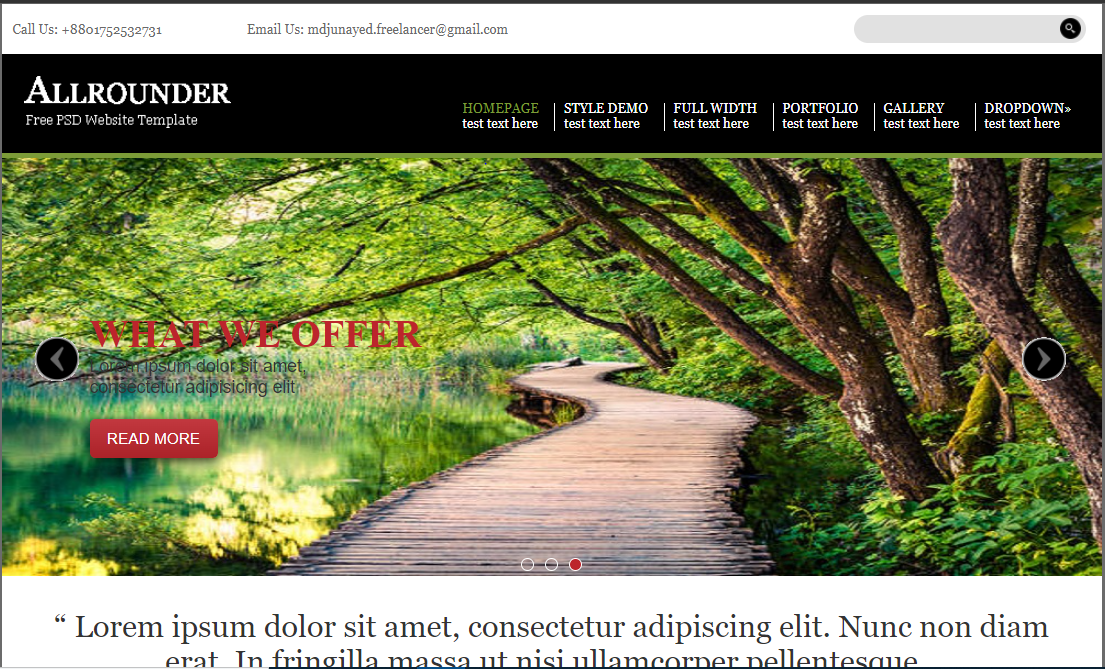 Call Us: +8801752532731
Email Us: mdjunayed.freelancer@gmail.com
ALLROUNDER
Free PSD Website Template
HOMEPAGE
test text here
STYLE DEMO
test text here
FULL WIDTH
test text here
PORTFOLIO
test text here
GALLERY
test text here
DROPDOWN»
test text here
WHAT WE OFFER
Lorem ipsum dolor sit amet,
consectetur adipisicing elit
READ MORE
“ Lorem ipsum dolor sit amet, consectetur adipiscing elit. Nunc non diam
erat. In fringilla massa ut nisi ullamcorper pellentesque